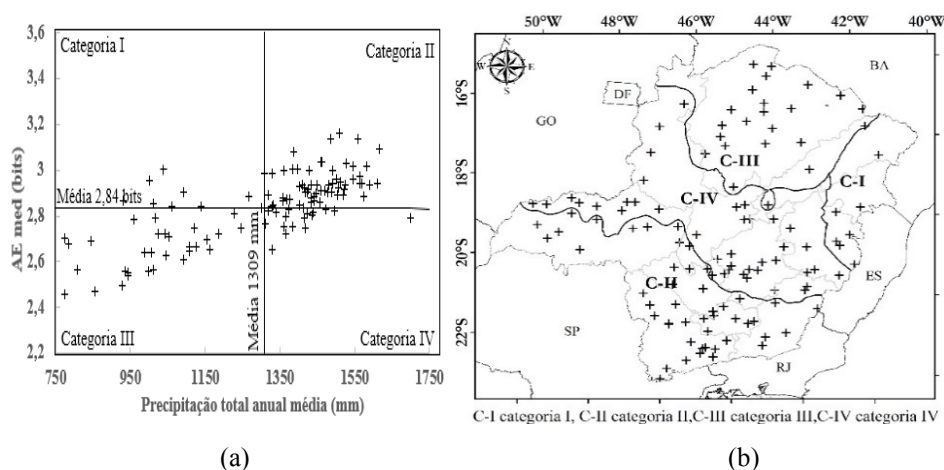 3,6
3,4
3,2
3
2,8
2,6
2,4
2,2
AE med (bits)
Categoria I
Categoria II
Média 2,84 bits
Média 1309 mm
Categoria III
Categoria IV
750 950 1150 1350 1550 1750
Precipitação total anual média (mm)
(a)
50°W 48°W 46°W 44°W 42°W 40°W
16°S
18°S
20°S
22°S
N
W E
S
DF
GO
BA
C-III
C-I
C-IV
C-II
ES
SP
RJ
C-I categoria I, C-II categoria II,C-III categoria III,C-IV categoria IV
(b)